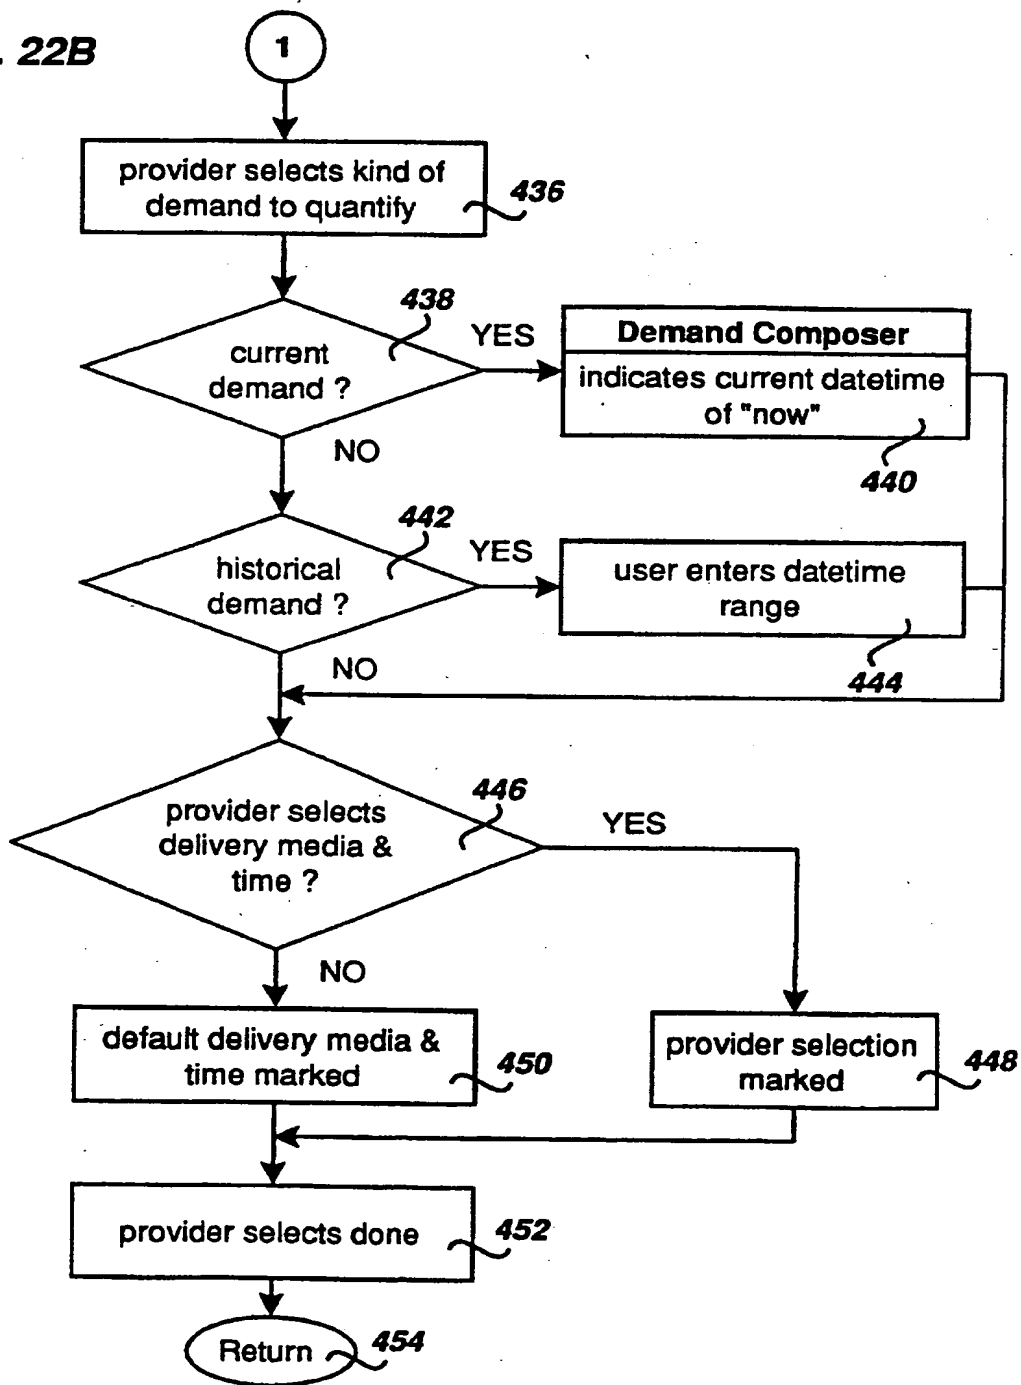 . 22B
1
provider selects kind of
demand to quantify
436
438
current
demand ?
YES
Demand Composer
indicates current datetime
of "now"
440
NO
442
historical
demand ?
YES
user enters datetime
range
444
NO
446
provider selects
delivery media &
time ?
YES
NO
default delivery media &
time marked
450
provider selection
marked
448
provider selects done
452
Return
454